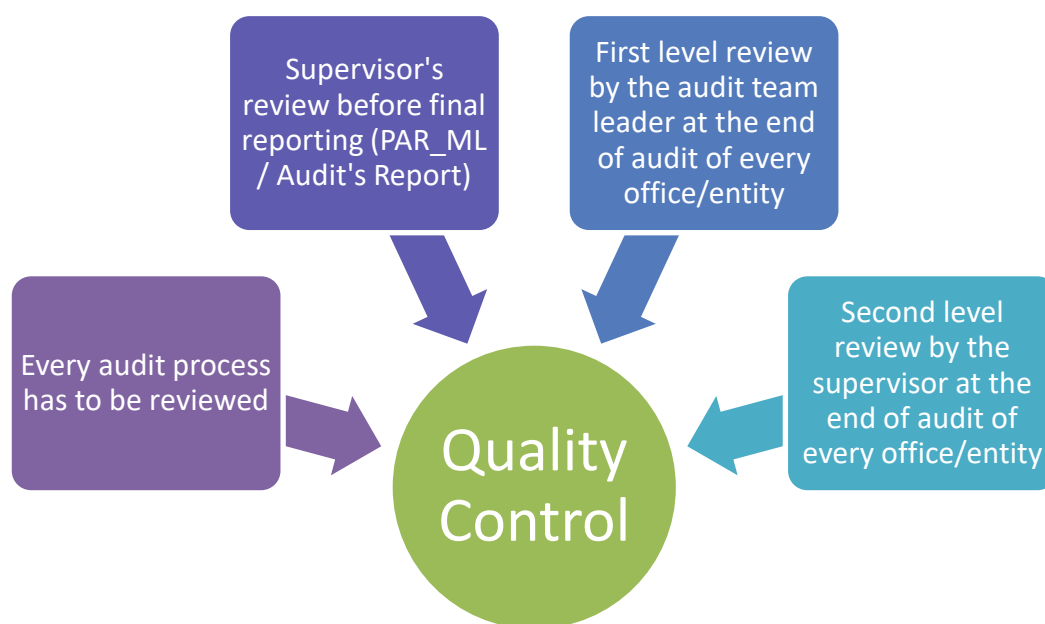 Every audit process
has to be reviewed
Supervisor's
review before final
reporting (PAR_ML
/ Audit's Report)
First level review
by the audit team
leader at the end
of audit of every
office/entity
Second level
review by the
supervisor at the
end of audit of
every office/entity
Quality
Control